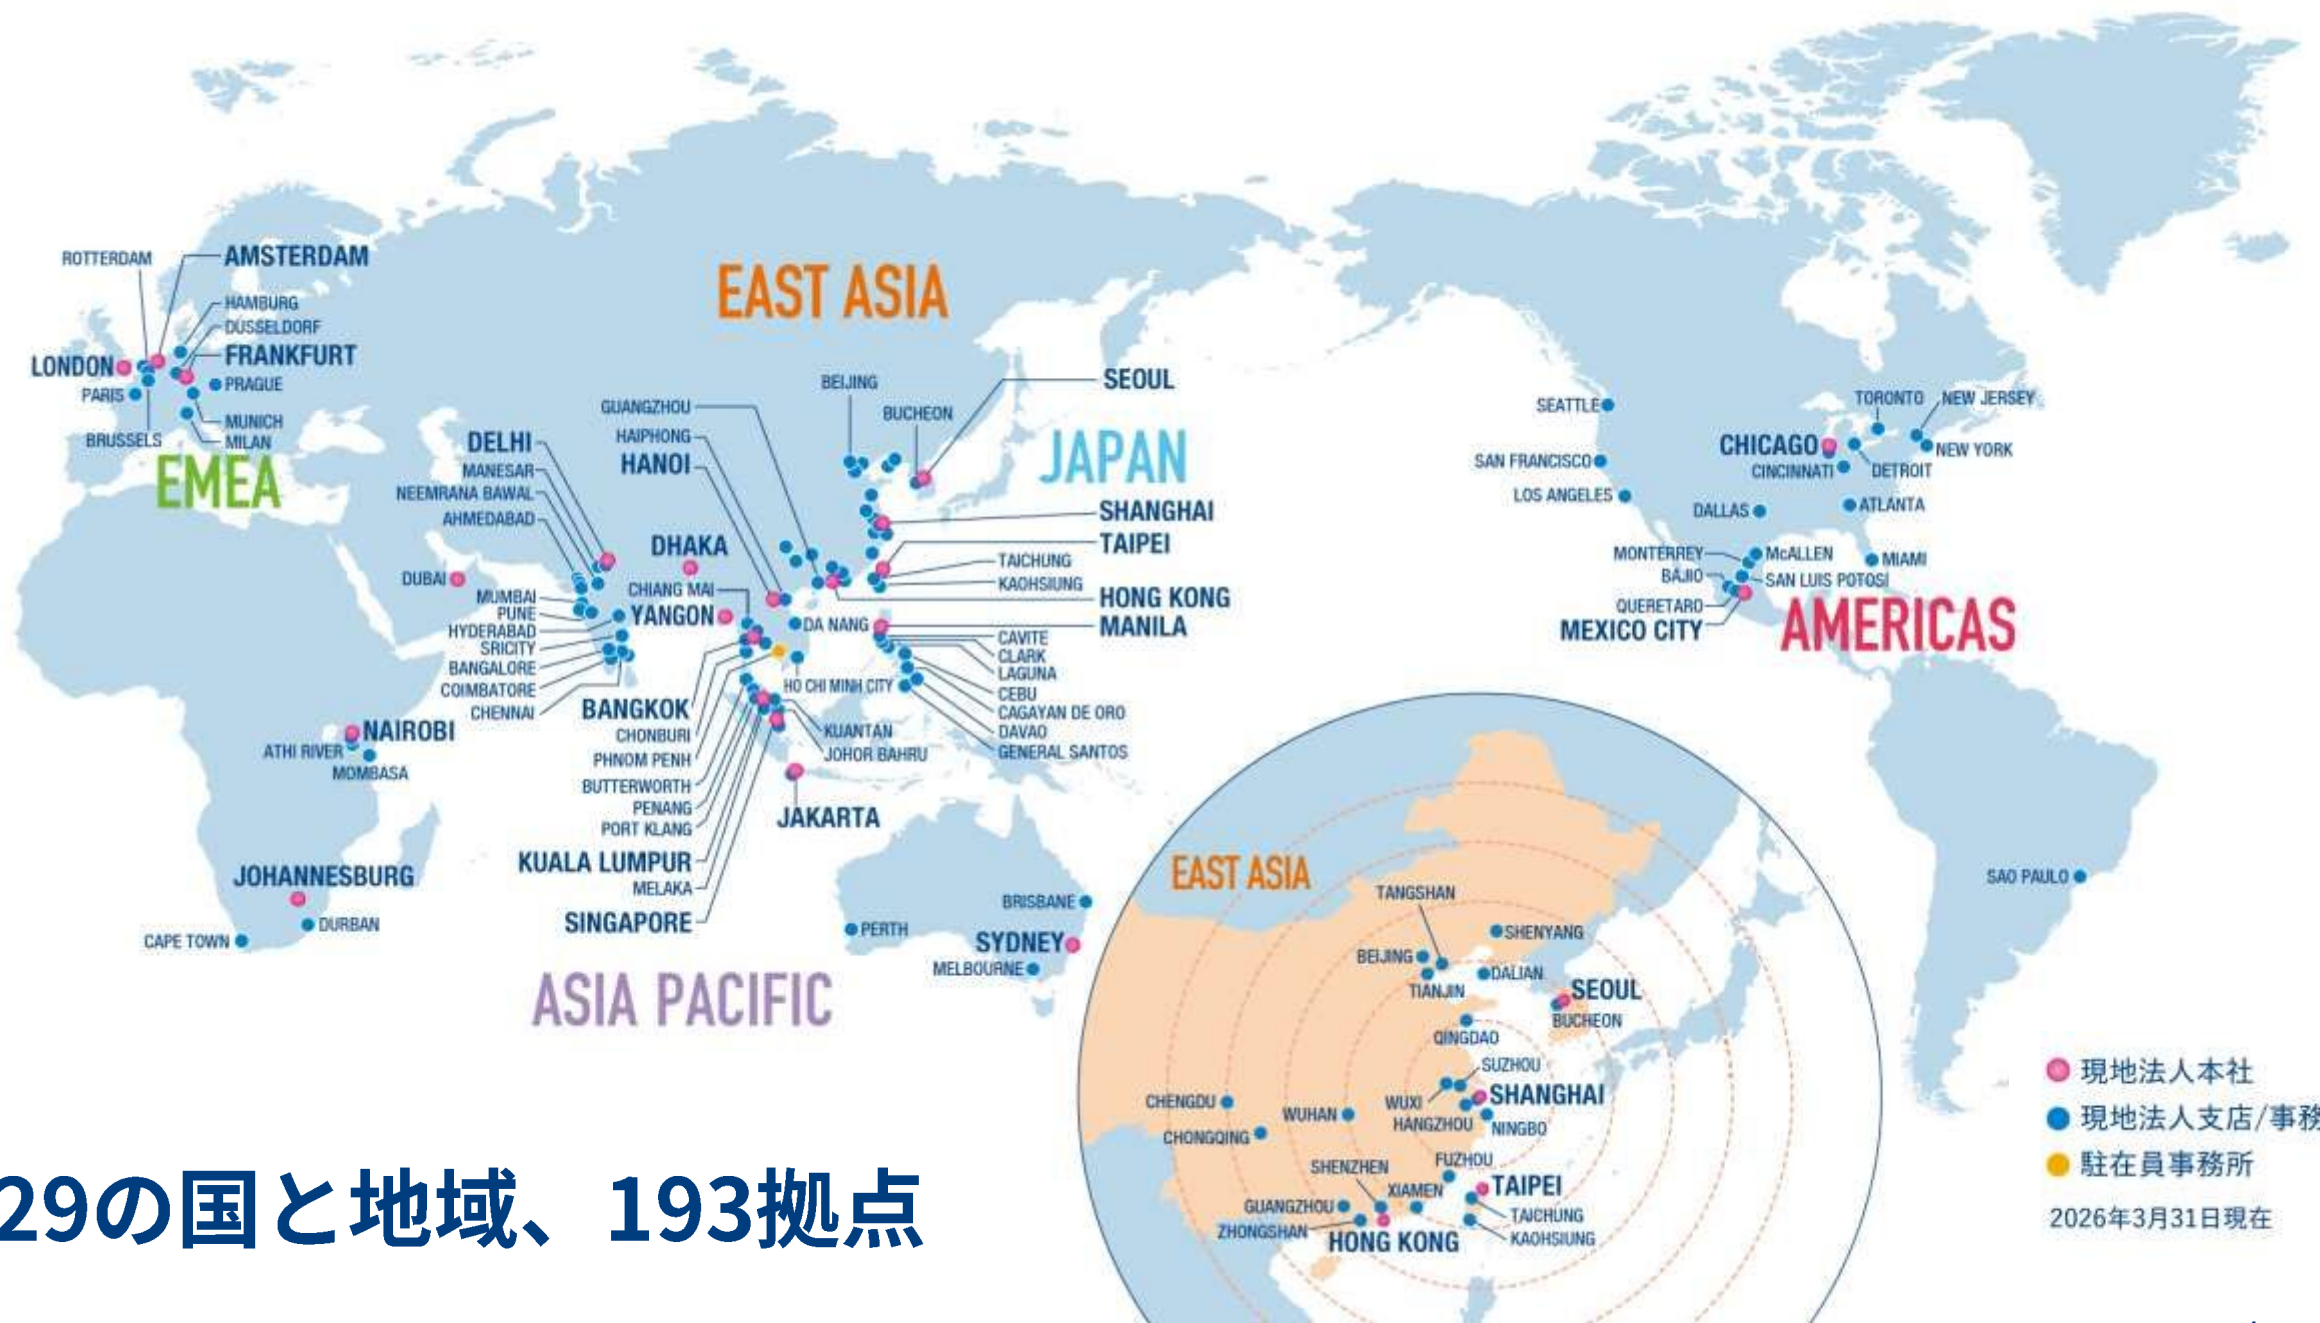 ROTTERDAM
AMSTERDAM
HAMBURG
DÜSSELDORF
FRANKFURT
LONDON
PRAGUE
PARIS
MUNICH
BRUSSELS
MILAN
EMEA
DUBAI
NAIROBI
ATHI RIVER
MOMBASA
JOHANNESBURG
DURBAN
CAPE TOWN
EAST ASIA
BEIJING
SEOUL
GUANGZHOU
BUCHEON
HAIPHONG
HANOI
JAPAN
DELHI
MANESAR
NEEMRANA BAWAL
AHMEDABAD
SHANGHAI
TAIPEI
DHAKA
TAICHUNG
KAOHSIUNG
CHIANG MAI
MUMBAI
HONG KONG
PUNE
YANGON
DA NANG
MANILA
HYDERABAD
CAVITE
SRICITY
CLARK
BANGALORE
LAGUNA
COIMBATORE
HO CHI MINH CITY
CEBU
CHENNAI
BANGKOK
CAGAYAN DE ORO
CHONBURI
KUANTAN
DAVAO
PHNOM PENH
JOHOR BAHRU
GENERAL SANTOS
BUTTERWORTH
PENANG
PORT KLANG
JAKARTA
KUALA LUMPUR
MELAKA
SINGAPORE
BRISBANE
PERTH
SYDNEY
MELBOURNE
ASIA PACIFIC
SEATTLE
TORONTO
NEW JERSEY
CHICAGO
NEW YORK
SAN FRANCISCO
CINCINNATI
DETROIT
LOS ANGELES
DALLAS
ATLANTA
MONTERREY
McALLEN
MIAMI
BAJIO
SAN LUIS POTOSI
QUERETARO
MEXICO CITY
AMERICAS
SAO PAULO
EAST ASIA
TANGSHAN
SHENYANG
BEIJING
DALIAN
TIANJIN
SEOUL
BUCHEON
QINGDAO
SUZHOU
CHENGDU
WUXI
SHANGHAI
WUHAN
HANGZHOU
NINGBO
CHONGQING
FUZHOU
SHENZHEN
XIAMEN
TAIPEI
GUANGZHOU
TAICHUNG
ZHONGSHAN
HONG KONG
KAOHSIUNG
現地法人本社
現地法人支店/事務
駐在員事務所
2026年3月31日現在
29の国と地域、193拠点